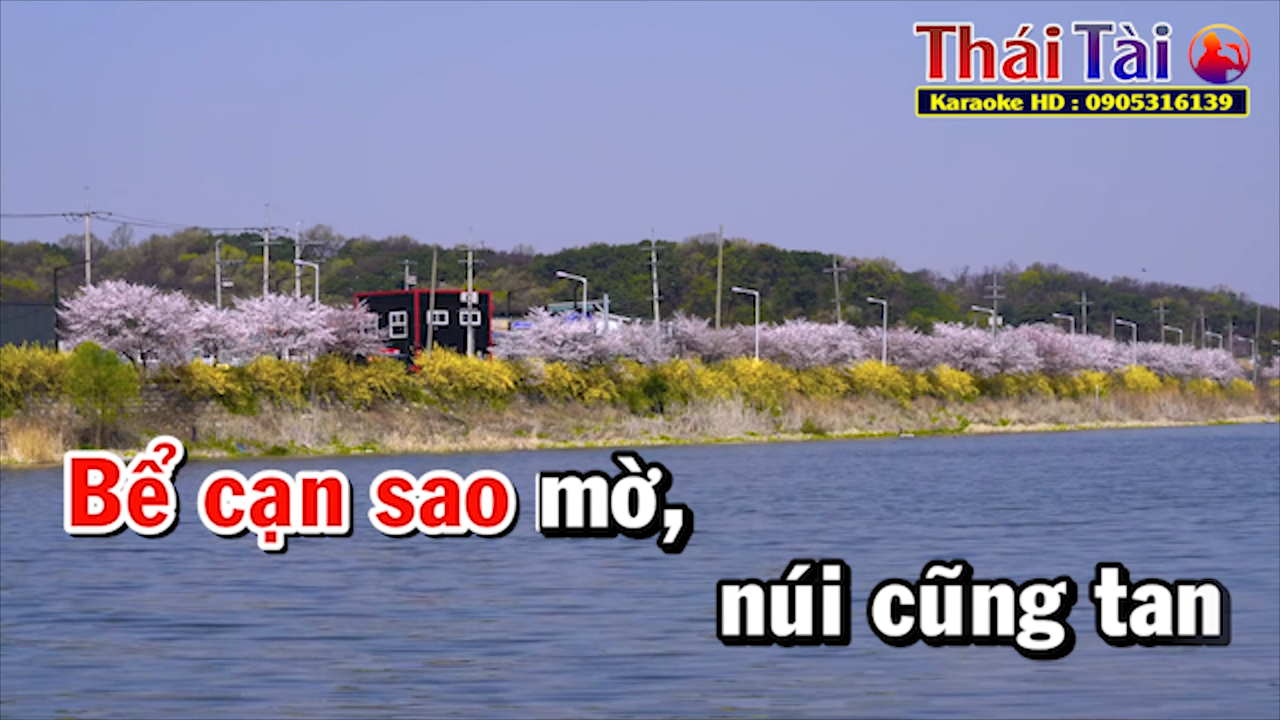 Thái Tài
Karaoke HD : 0905316139
Bể cạn sao mờ,
núi cũng tan